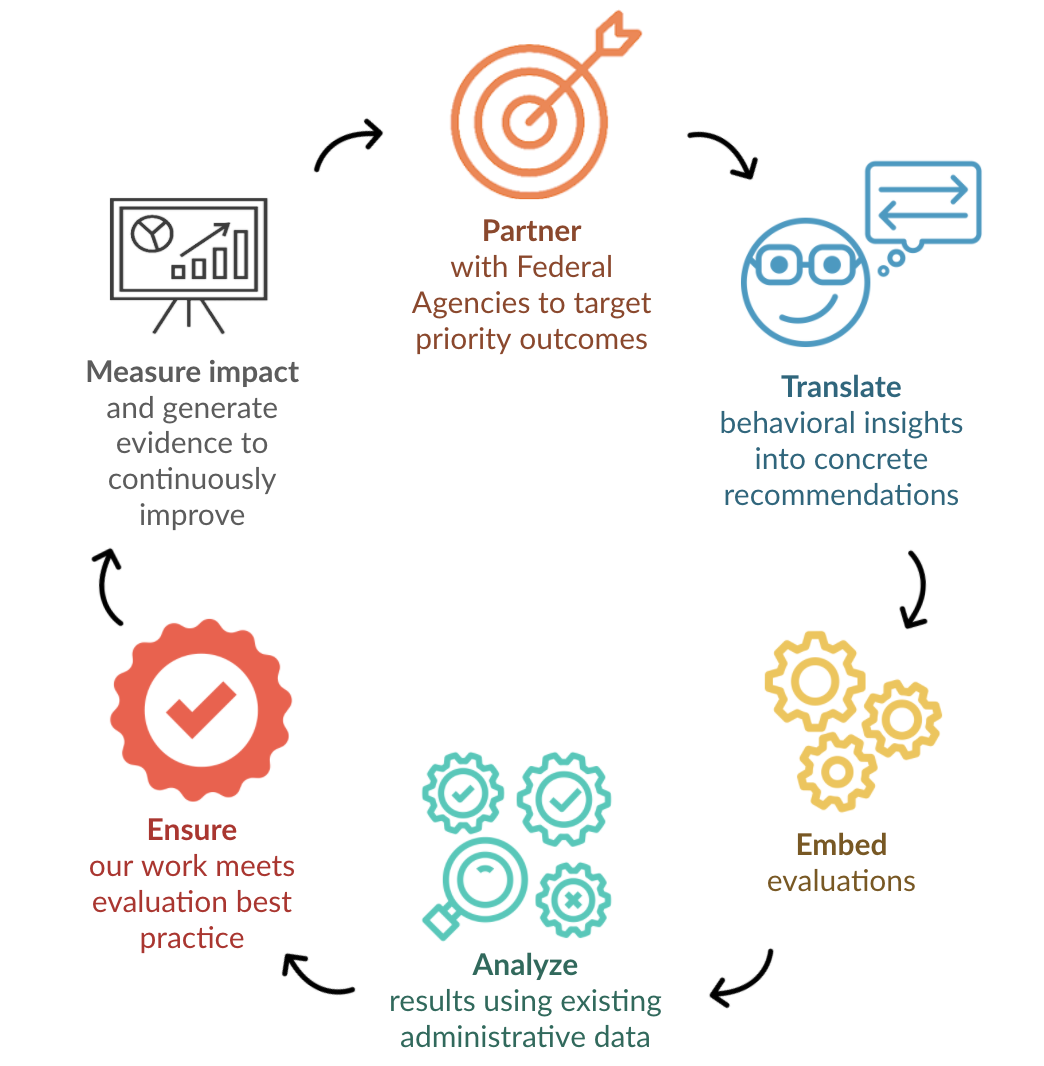 Partner
with Federal
Agencies to target
priority outcomes
Translate
behavioral insights
into concrete
recommendations
Embed
evaluations
Analyze
results using existing
administrative data
Ensure
our work meets
evaluation best
practice
Measure impact
and generate
evidence to
continuously
improve